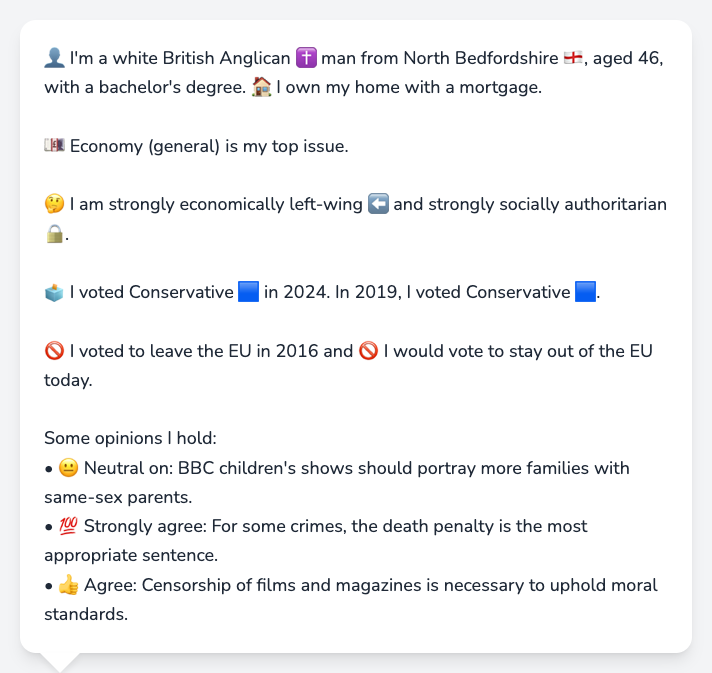 👤 I'm a white British Anglican ✝️ man from North Bedfordshire 🏴󠁧󠁢󠁥󠁮󠁧󠁿, aged 46,
with a bachelor's degree. 🏠 I own my home with a mortgage.
💷 Economy (general) is my top issue.
🤔 I am strongly economically left-wing ⬅️ and strongly socially authoritarian
🔒.
🗳️ I voted Conservative 🟦 in 2024. In 2019, I voted Conservative 🟦.
🚫 I voted to leave the EU in 2016 and 🚫 I would vote to stay out of the EU
today.
Some opinions I hold:
• 😐 Neutral on: BBC children's shows should portray more families with
same-sex parents.
• 💯 Strongly agree: For some crimes, the death penalty is the most
appropriate sentence.
• 👍 Agree: Censorship of films and magazines is necessary to uphold moral
standards.